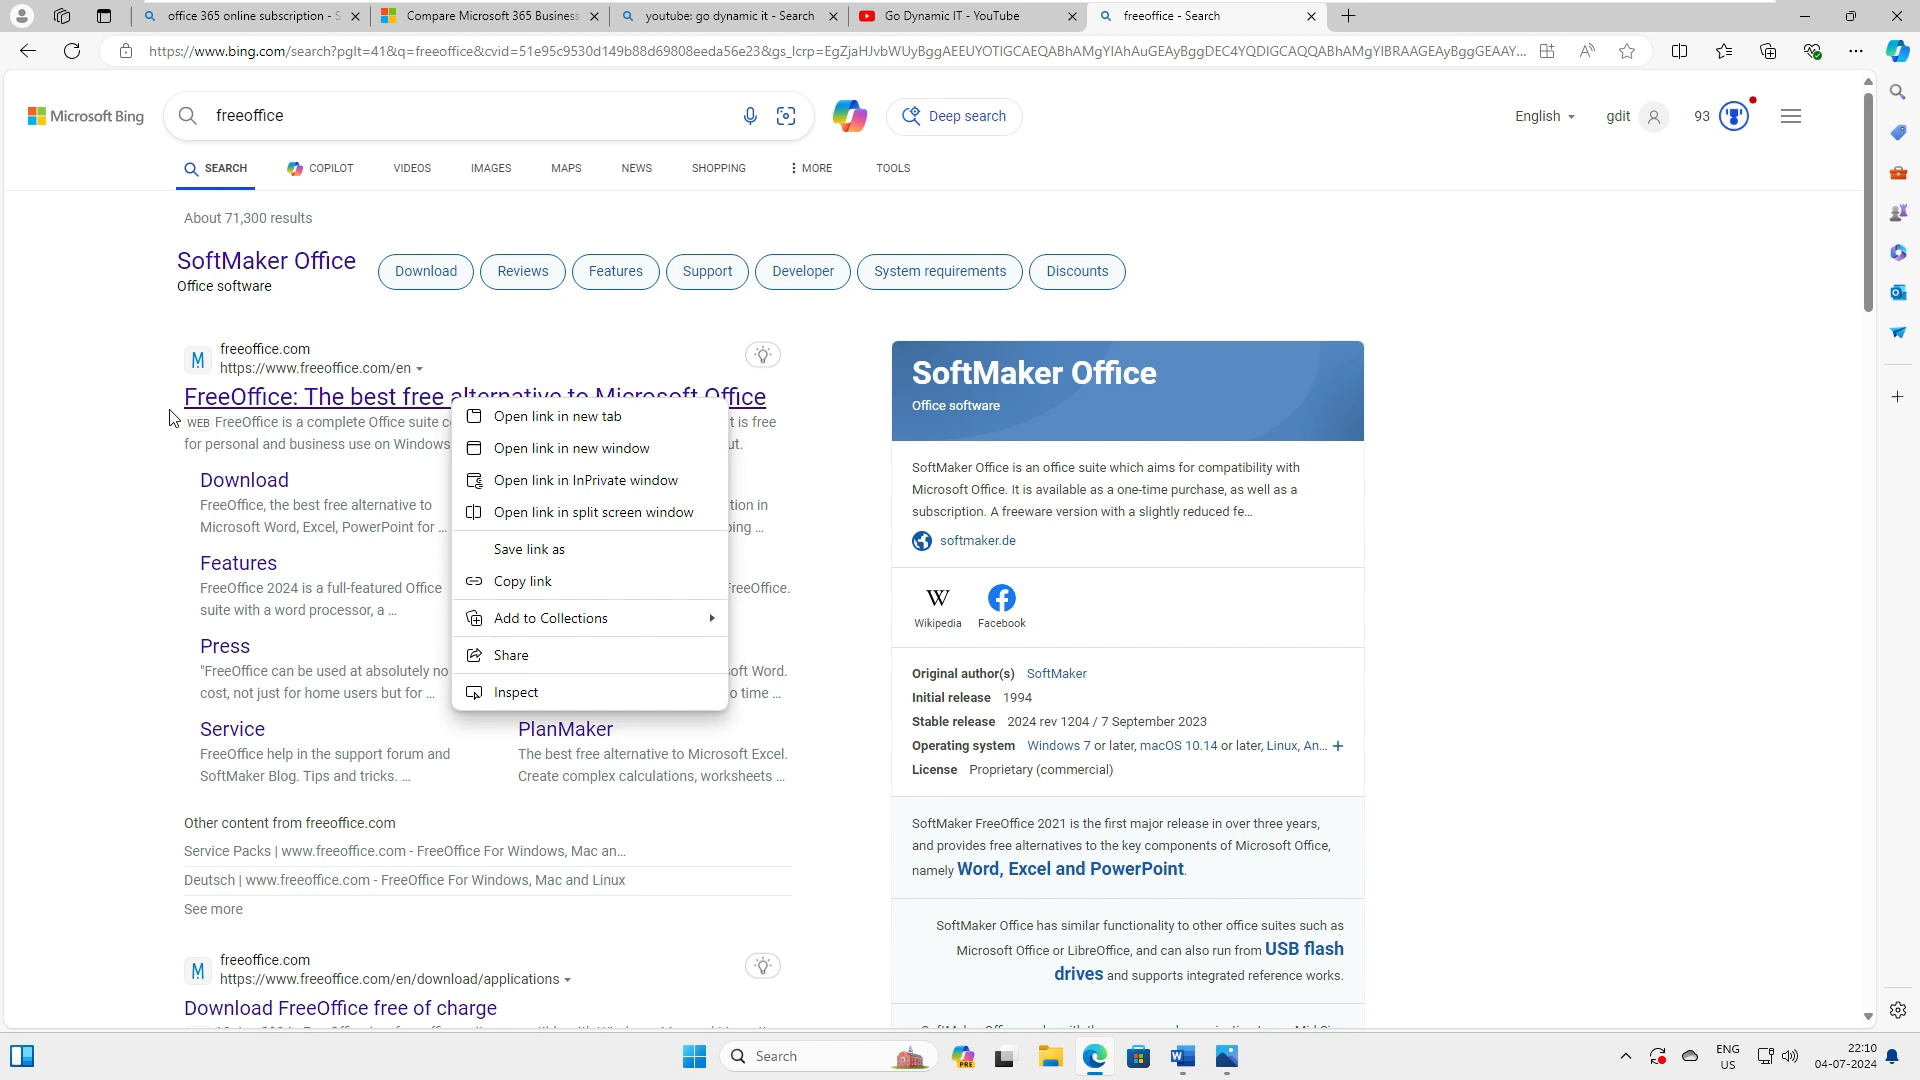 office 365 online subscription - S
Compare Microsoft 365 Business
youtube: go dynamic it - Search
Go Dynamic IT - YouTube
freeoffice - Search
https://www.bing.com/search?pglt=41&q=freeoffice&cvid=51e95c9530d149b88d69808eeda56e23&gs_lcrp=EgZjaHJvbWUyBggAEEUYOTIGCAEQABhAMgYIAhAuGEAyBggDEC4YQDIGCAQQABhAMgYIBRAAGEAyBggGEAAY...
Microsoft Bing
freeoffice
Deep search
English
gdit
93
SEARCH
COPILOT
VIDEOS
IMAGES
MAPS
NEWS
SHOPPING
MORE
TOOLS
About 71,300 results
SoftMaker Office
Office software
Download
Reviews
Features
Support
Developer
System requirements
Discounts
freeoffice.com
https://www.freeoffice.com/en
FreeOffice: The best free alternative to Microsoft Office
WEB FreeOffice is a complete Office suite c
t is free
for personal and business use on Windows
ut.
Open link in new tab
Open link in new window
Open link in InPrivate window
Open link in split screen window
Save link as
Copy link
Add to Collections
Share
Inspect
Download
FreeOffice, the best free alternative to
Microsoft Word, Excel, PowerPoint for ...
tion in
ing ...
Features
FreeOffice 2024 is a full-featured Office
suite with a word processor, a ...
FreeOffice.
Press
"FreeOffice can be used at absolutely no
cost, not just for home users but for ...
oft Word.
o time ...
Service
FreeOffice help in the support forum and
SoftMaker Blog. Tips and tricks. ...
PlanMaker
The best free alternative to Microsoft Excel.
Create complex calculations, worksheets ...
Other content from freeoffice.com
Service Packs | www.freeoffice.com - FreeOffice For Windows, Mac an...
Deutsch | www.freeoffice.com - FreeOffice For Windows, Mac and Linux
See more
freeoffice.com
https://www.freeoffice.com/en/download/applications
Download FreeOffice free of charge
SoftMaker Office
Office software
SoftMaker Office is an office suite which aims for compatibility with
Microsoft Office. It is available as a one-time purchase, as well as a
subscription. A freeware version with a slightly reduced fe...
softmaker.de
W
Wikipedia
Facebook
Original author(s) SoftMaker
Initial release 1994
Stable release 2024 rev 1204 / 7 September 2023
Operating system Windows 7 or later, macOS 10.14 or later, Linux, An... +
License Proprietary (commercial)
SoftMaker FreeOffice 2021 is the first major release in over three years,
and provides free alternatives to the key components of Microsoft Office,
namely Word, Excel and PowerPoint.
SoftMaker Office has similar functionality to other office suites such as
Microsoft Office or LibreOffice, and can also run from USB flash
drives and supports integrated reference works.
Search
PRE
ENG
US
22:10
04-07-2024